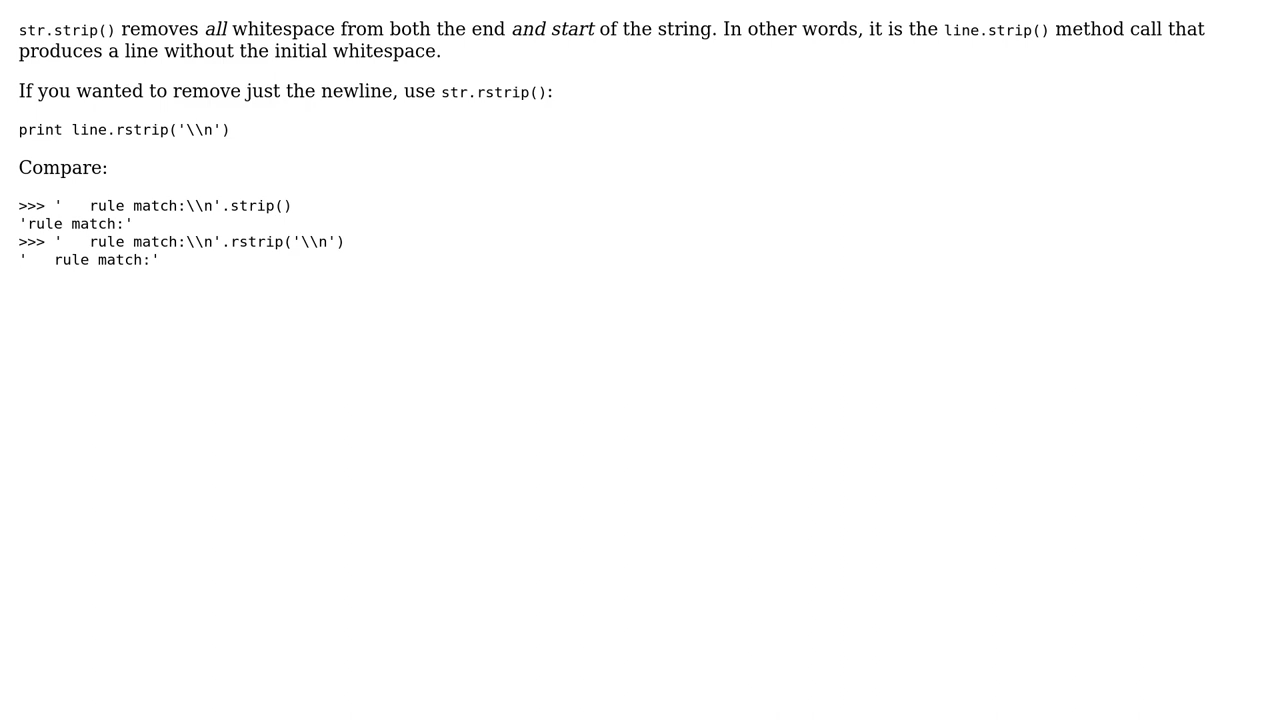 str.strip() removes all whitespace from both the end and start of the string. In other words, it is the line.strip() method call that
produces a line without the initial whitespace.
If you wanted to remove just the newline, use str.rstrip():
print line.rstrip('\\n')
Compare:
>>> '   rule match:\\n'.strip()
'rule match:'
>>> '   rule match:\\n'.rstrip('\\n')
'   rule match:'